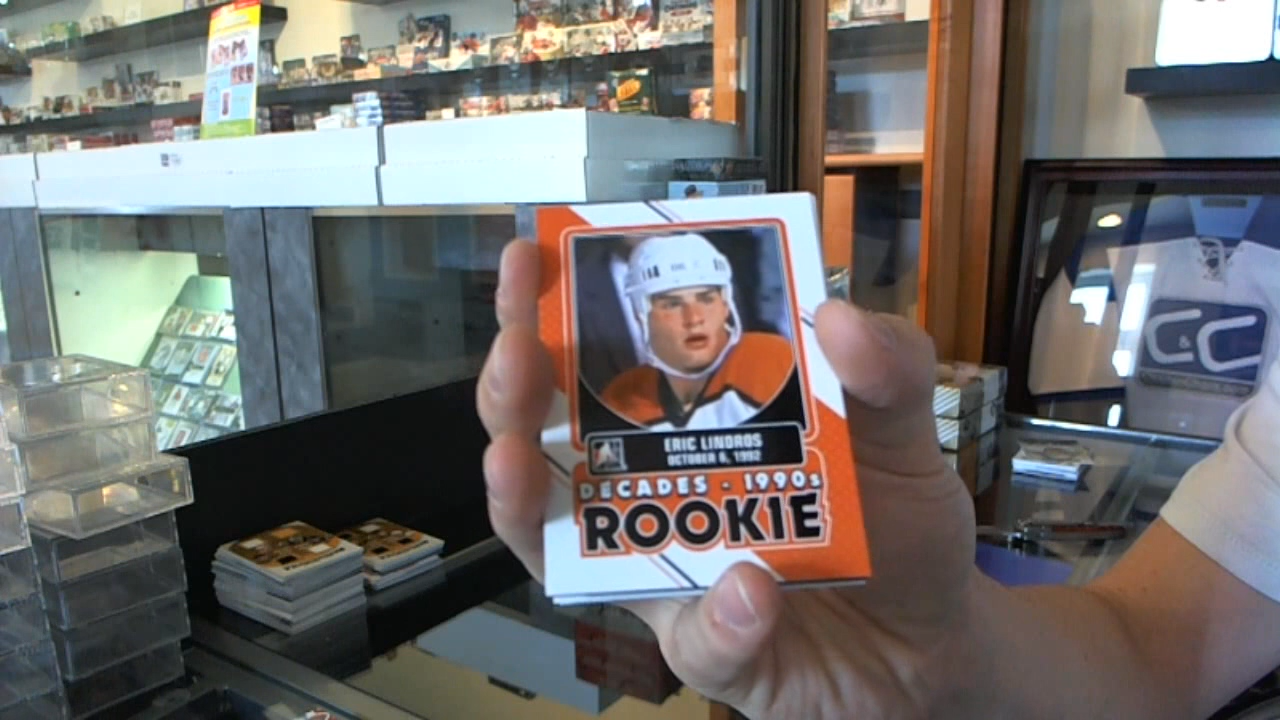 C&C
ERIC LINDROS
OCTOBER 6, 1992
DECADES - 1990s
ROOKIE